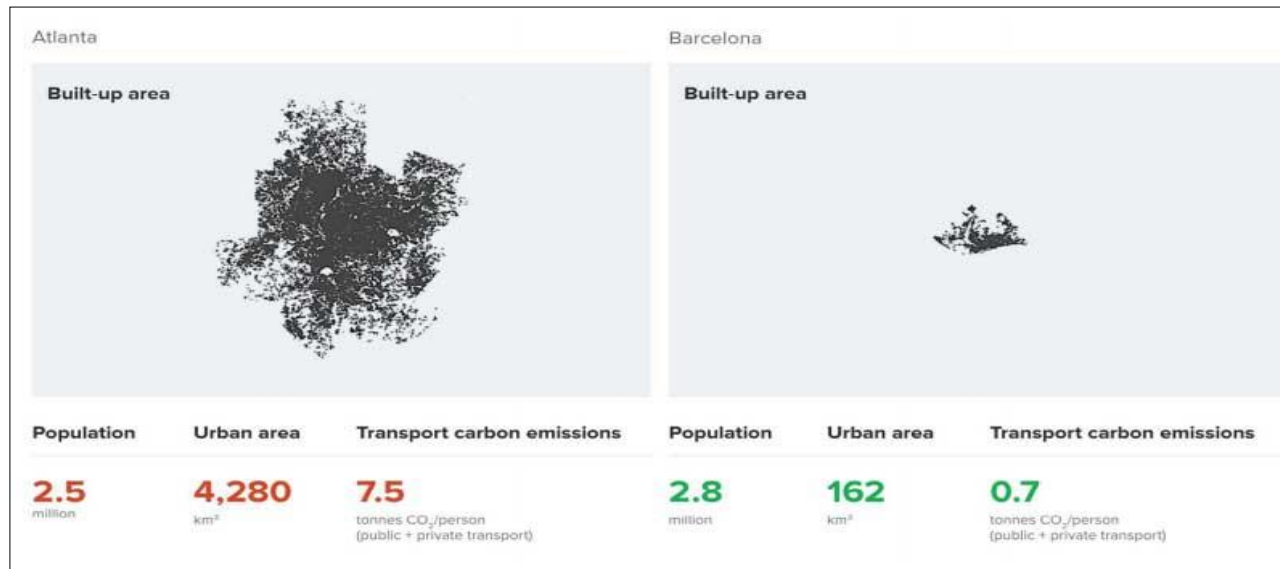 Atlanta
Built-up area
Population
Urban area
Transport carbon emissions
2.5
million
4,280
km²
7.5
tonnes CO₂/person
(public + private transport)
Barcelona
Built-up area
Population
Urban area
Transport carbon emissions
2.8
million
162
km²
0.7
tonnes CO₂/person
(public + private transport)